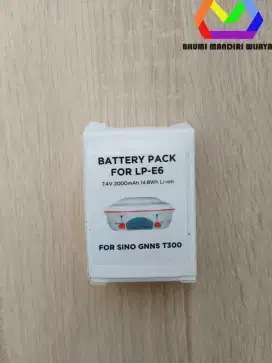 BHUMI MANDIRI WIJAYA
BATTERY PACK
FOR LP-E6
7.4V 2000mAh 14.8Wh Li-ion
FOR SINO GNNS T300